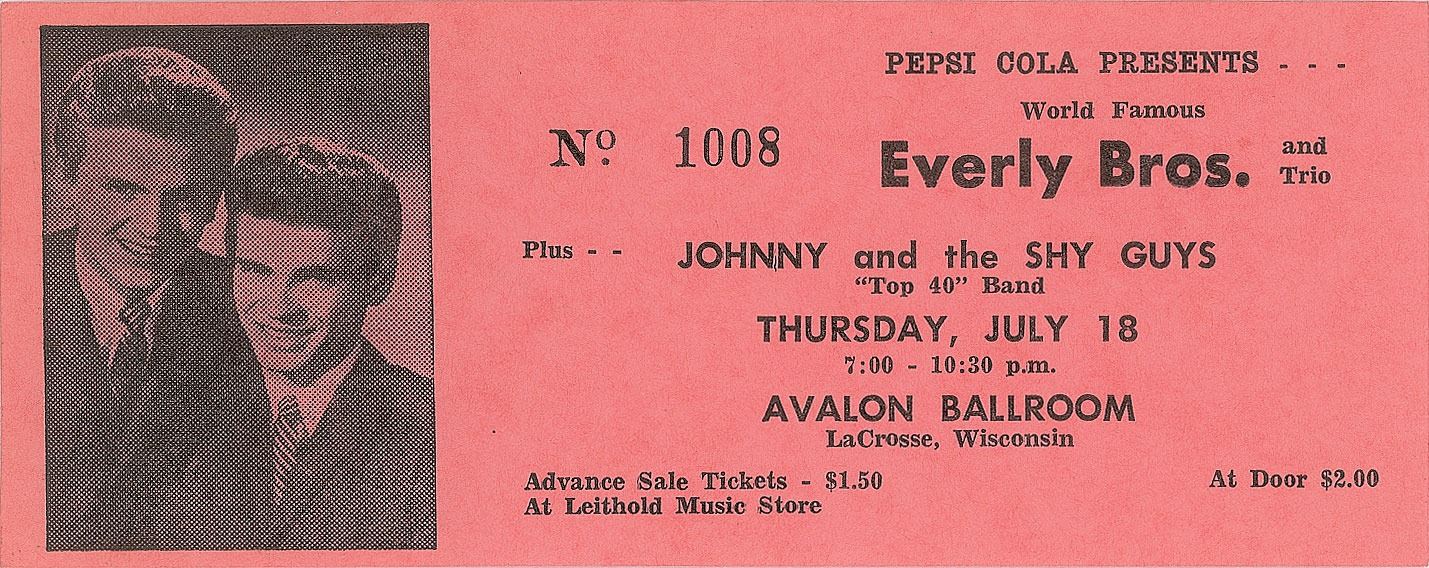 PEPSI COLA PRESENTS - - -
World Famous
Nº 1008
Everly Bros. and Trio
Plus - - JOHNNY and the SHY GUYS
"Top 40" Band
THURSDAY, JULY 18
7:00 - 10:30 p.m.
AVALON BALLROOM
LaCrosse, Wisconsin
Advance Sale Tickets - $1.50 At Door $2.00
At Leithold Music Store